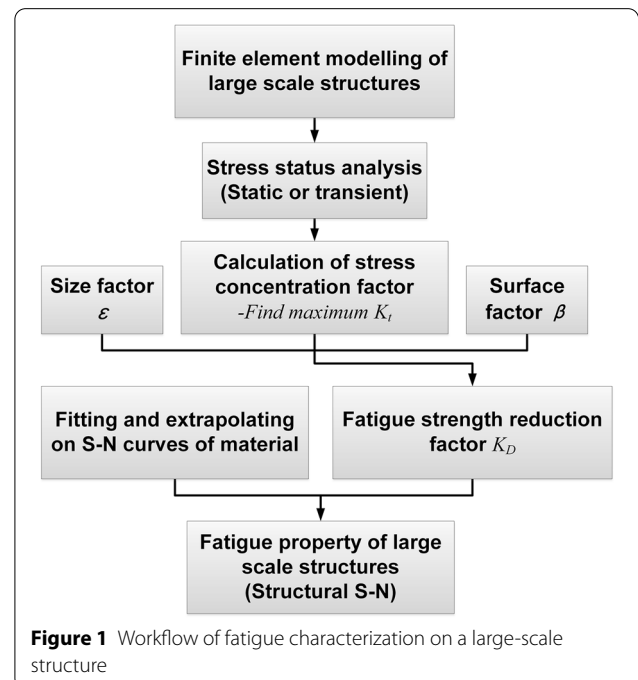 Finite element modelling of
large scale structures
Stress status analysis
(Static or transient)
Calculation of stress
concentration factor
-Find maximum Kt
Size factor
ε
Surface
factor β
Fitting and extrapolating
on S-N curves of material
Fatigue strength reduction
factor KD
Fatigue property of large
scale structures
(Structural S-N)
Figure 1 Workflow of fatigue characterization on a large-scale
structure